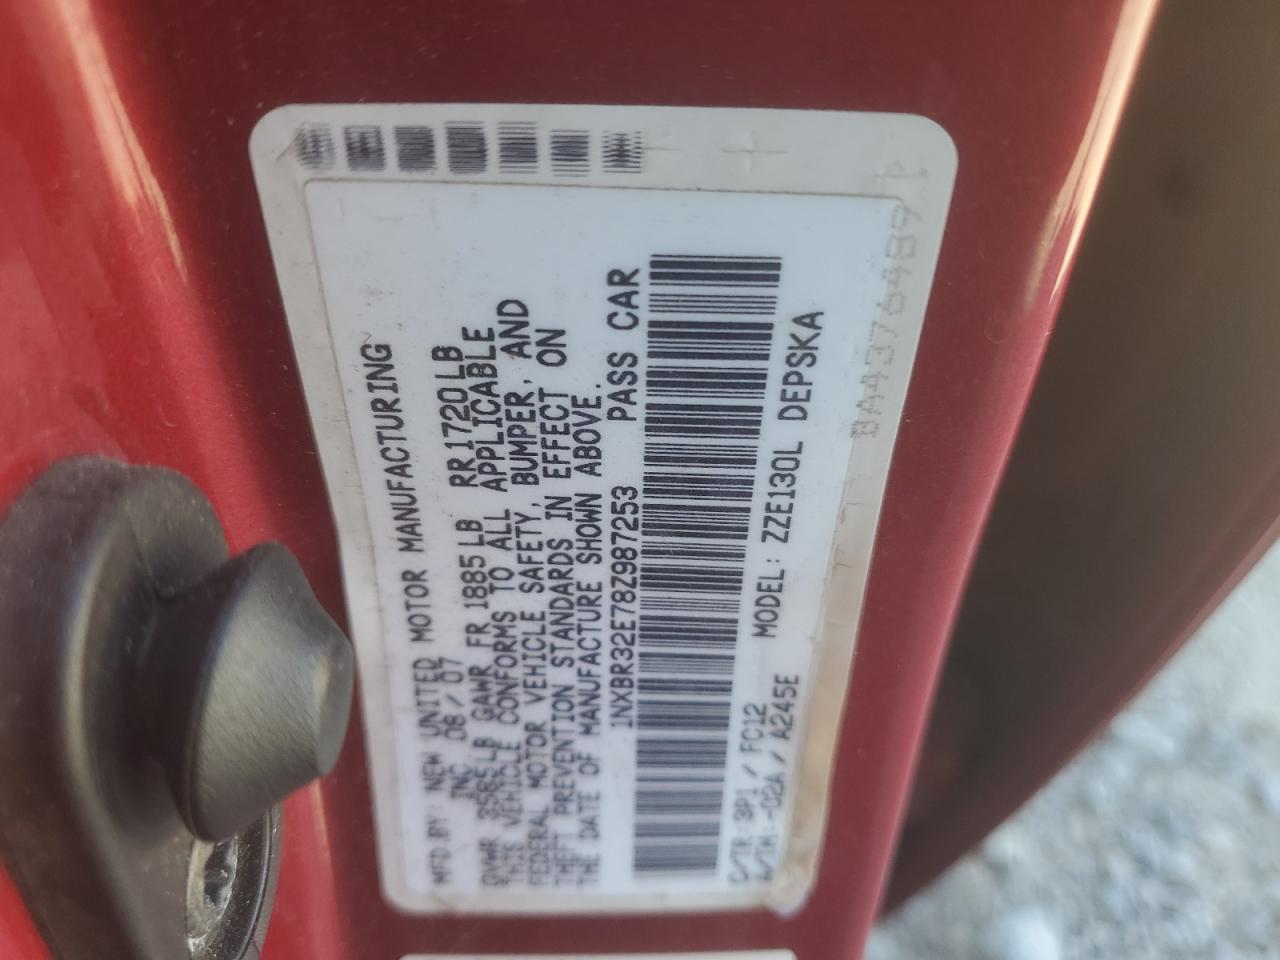 MFD BY: NEW UNITED MOTOR MANUFACTURING
INC 08/07
GVWR 3585LB GAWR FR 1885LB RR 1720LB
THIS VEHICLE CONFORMS TO ALL APPLICABLE
FEDERAL MOTOR VEHICLE SAFETY, BUMPER, AND
THEFT PREVENTION STANDARDS IN EFFECT ON
THE DATE OF MANUFACTURE SHOWN ABOVE.
1NXBR32E78Z987253 PASS CAR
C/TR:3P1/FC12 MODEL: ZZE130L DEPSKA
A/TM:-02A/A245E
BA4376489